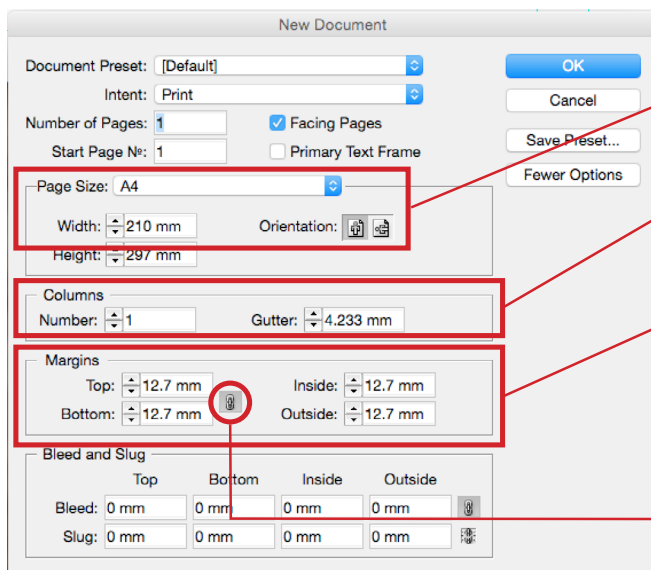 New Document
Document Preset: [Default]
OK
Intent: Print
Cancel
Number of Pages: 1
Facing Pages
Save Preset...
Start Page №: 1
Primary Text Frame
Fewer Options
Page Size: A4
Width: 210 mm
Orientation:
Height: 297 mm
Columns
Number: 1
Gutter: 4.233 mm
Margins
Top: 12.7 mm
Inside: 12.7 mm
Bottom: 12.7 mm
Outside: 12.7 mm
Bleed and Slug
Top Bottom Inside Outside
Bleed: 0 mm 0 mm 0 mm 0 mm
Slug: 0 mm 0 mm 0 mm 0 mm